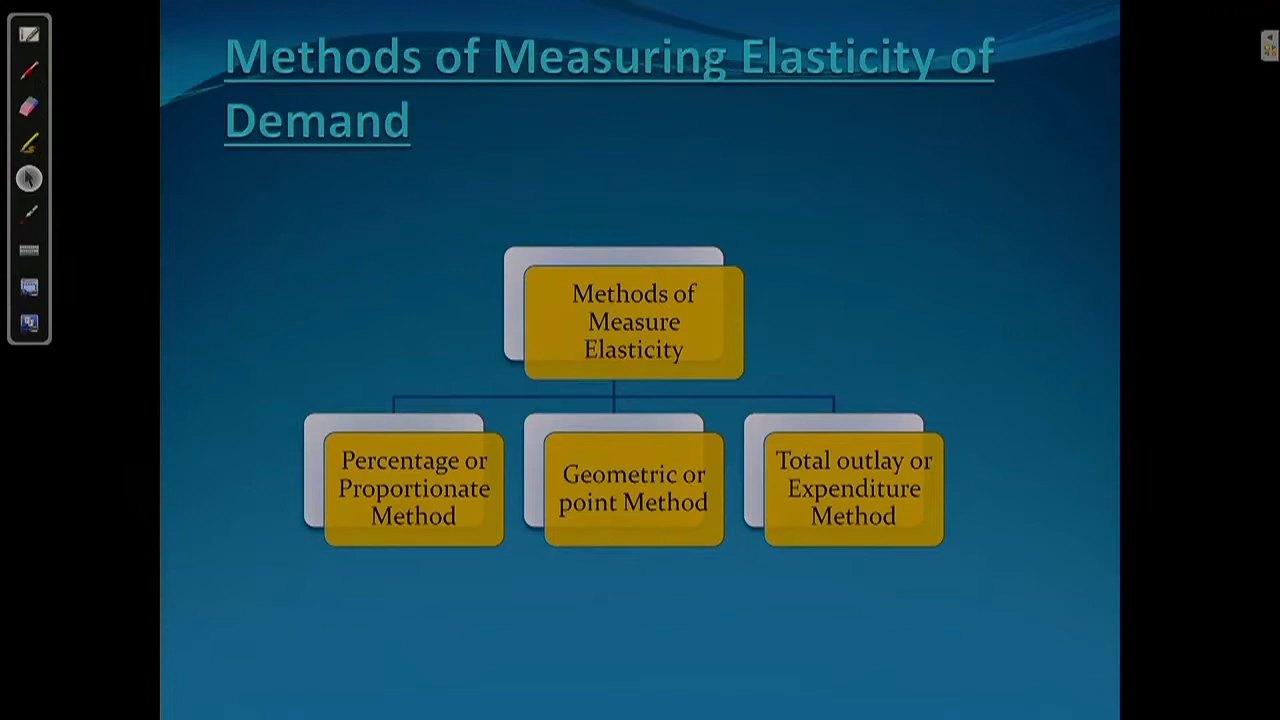 Methods of Measuring Elasticity of
Demand
Methods of
Measure
Elasticity
Percentage or
Proportionate
Method
Geometric or
point Method
Total outlay or
Expenditure
Method